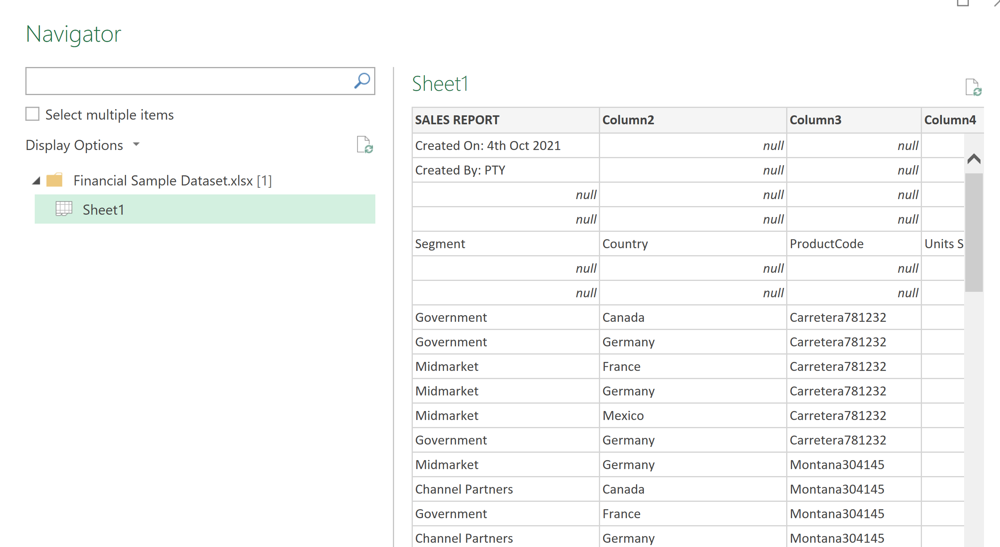 Navigator
Select multiple items
Display Options
Financial Sample Dataset.xlsx [1]
Sheet1
Sheet1
SALES REPORT Column2 Column3 Column4
Created On: 4th Oct 2021 null null
Created By: PTY null null
null null null
null null null
Segment Country ProductCode Units S
null null null
null null null
Government Canada Carretera781232
Government Germany Carretera781232
Midmarket France Carretera781232
Midmarket Germany Carretera781232
Midmarket Mexico Carretera781232
Government Germany Carretera781232
Midmarket Germany Montana304145
Channel Partners Canada Montana304145
Government France Montana304145
Channel Partners Germany Montana304145